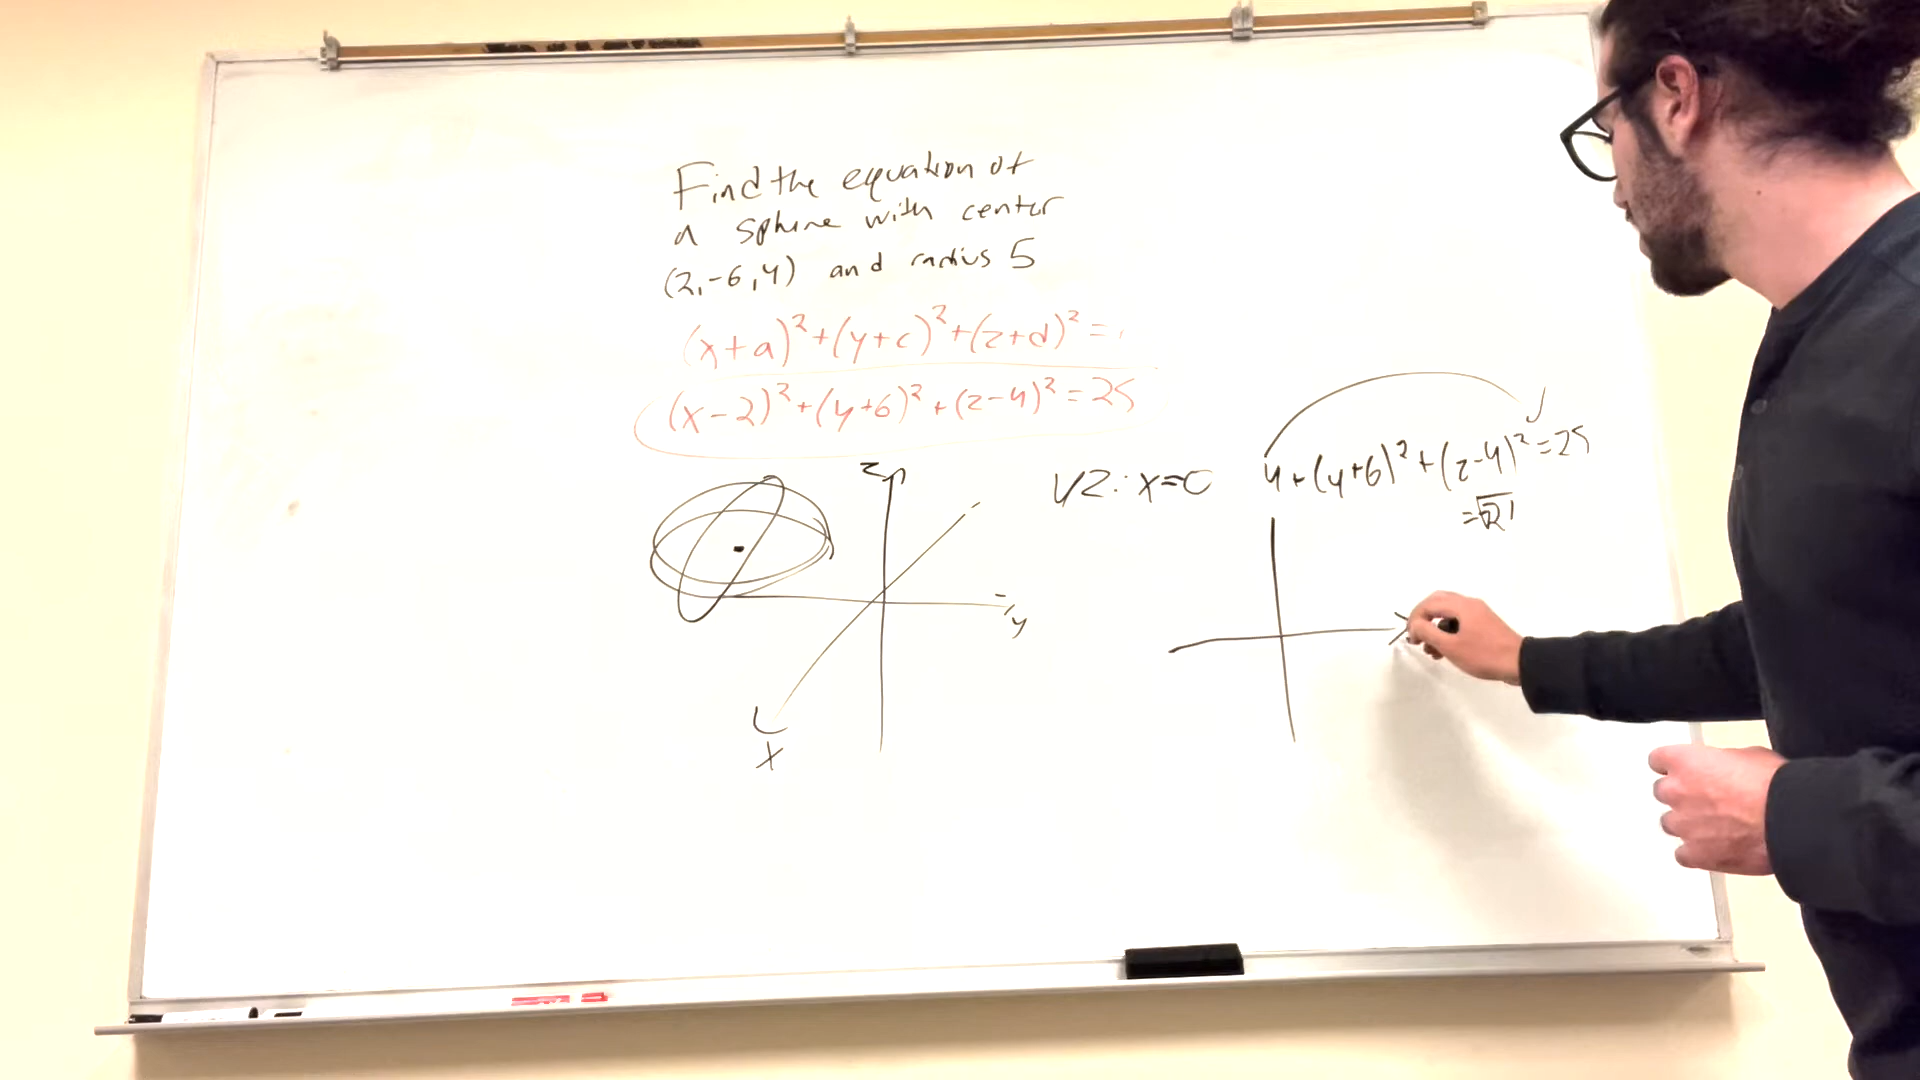 Find the equation of
a sphere with center
(2,-6,4) and radius 5
(x+a)²+(y+c)²+(z+d)²=
(x-2)²+(y+6)²+(z-4)²=25
z
y
x
YZ: x=0
4+(y+6)²+(z-4)²=25
=√21